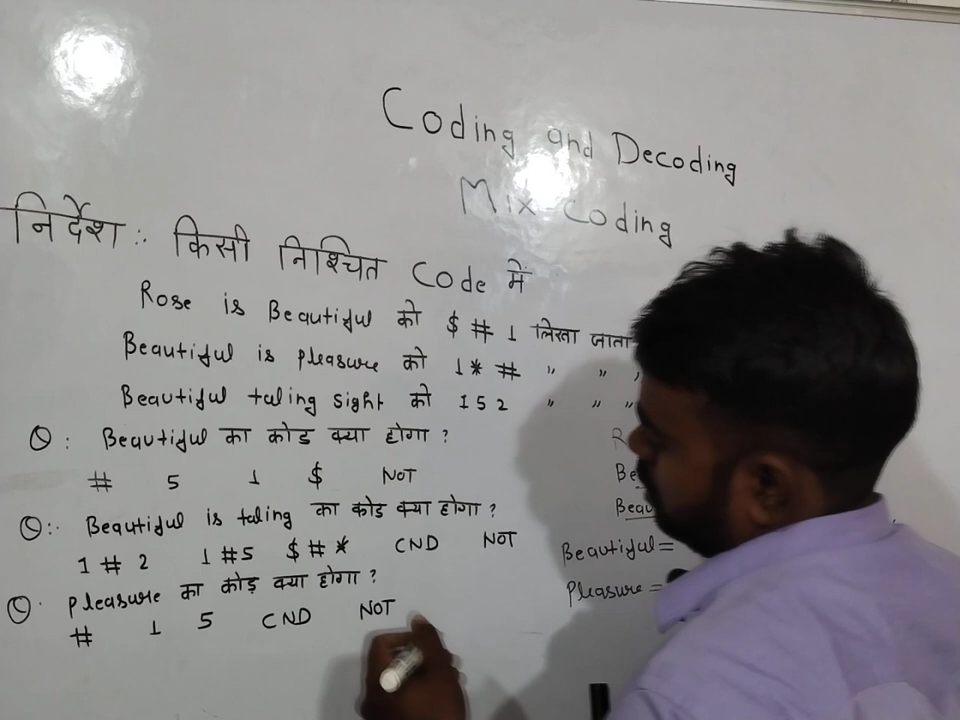 Coding and Decoding
Mix-Coding
निर्देश :. किसी निश्चित Code में
Rose is Beautiful को $ # 1 लिखा जाता
Beautiful is pleasure को 1 * # " " "
Beautiful taling sight को 1 5 2 " " "
Q : Beautiful का कोड क्या होगा ?
# 5 1 $ NOT
Q :. Beautiful is taling का कोड क्या होगा ?
1 # 2 1 # 5 $ # * CND NOT
Q . pleasure का कोड़ क्या होगा ?
# 1 5 CND NOT
Beautiful =
Pleasure =